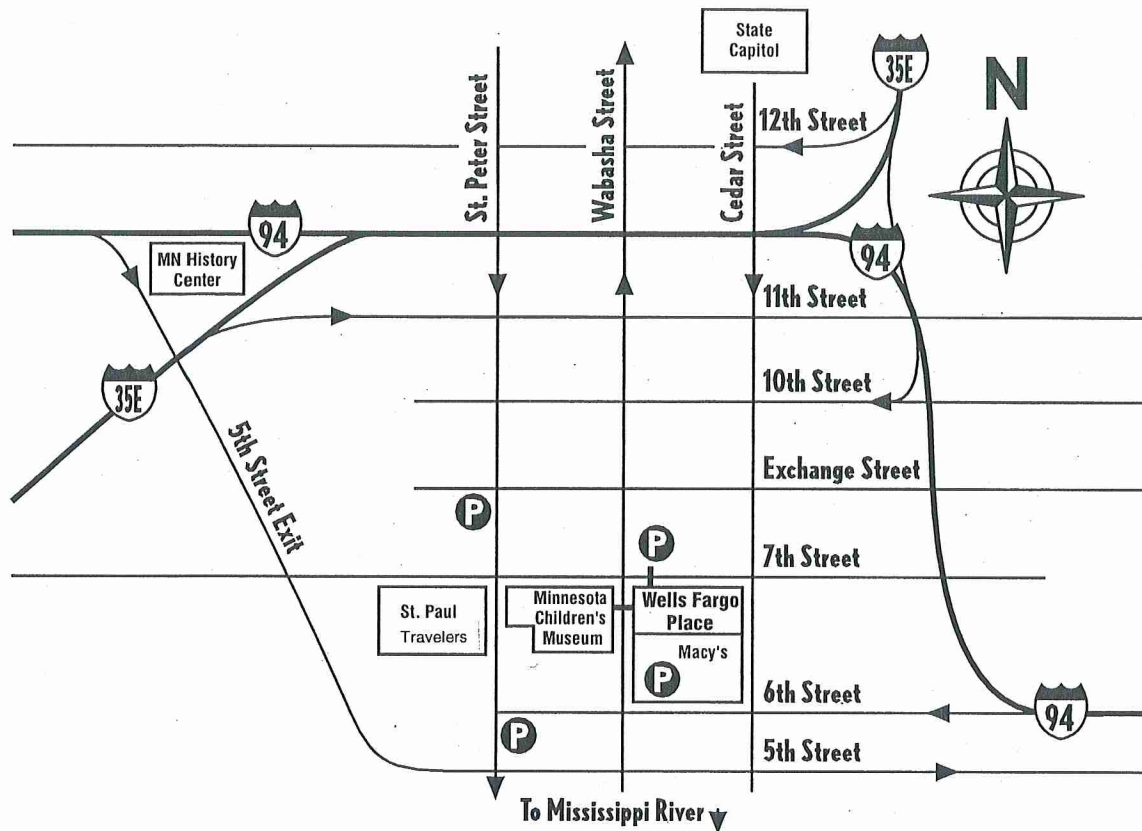 State
Capitol
35E
N
12th Street
St. Peter Street
Wabasha Street
Cedar Street
94
MN History
Center
94
11th Street
35E
10th Street
5th Street Exit
Exchange Street
P
P
7th Street
St. Paul
Travelers
Minnesota
Children's
Museum
Wells Fargo
Place
Macy's
P
6th Street
P
94
5th Street
To Mississippi River